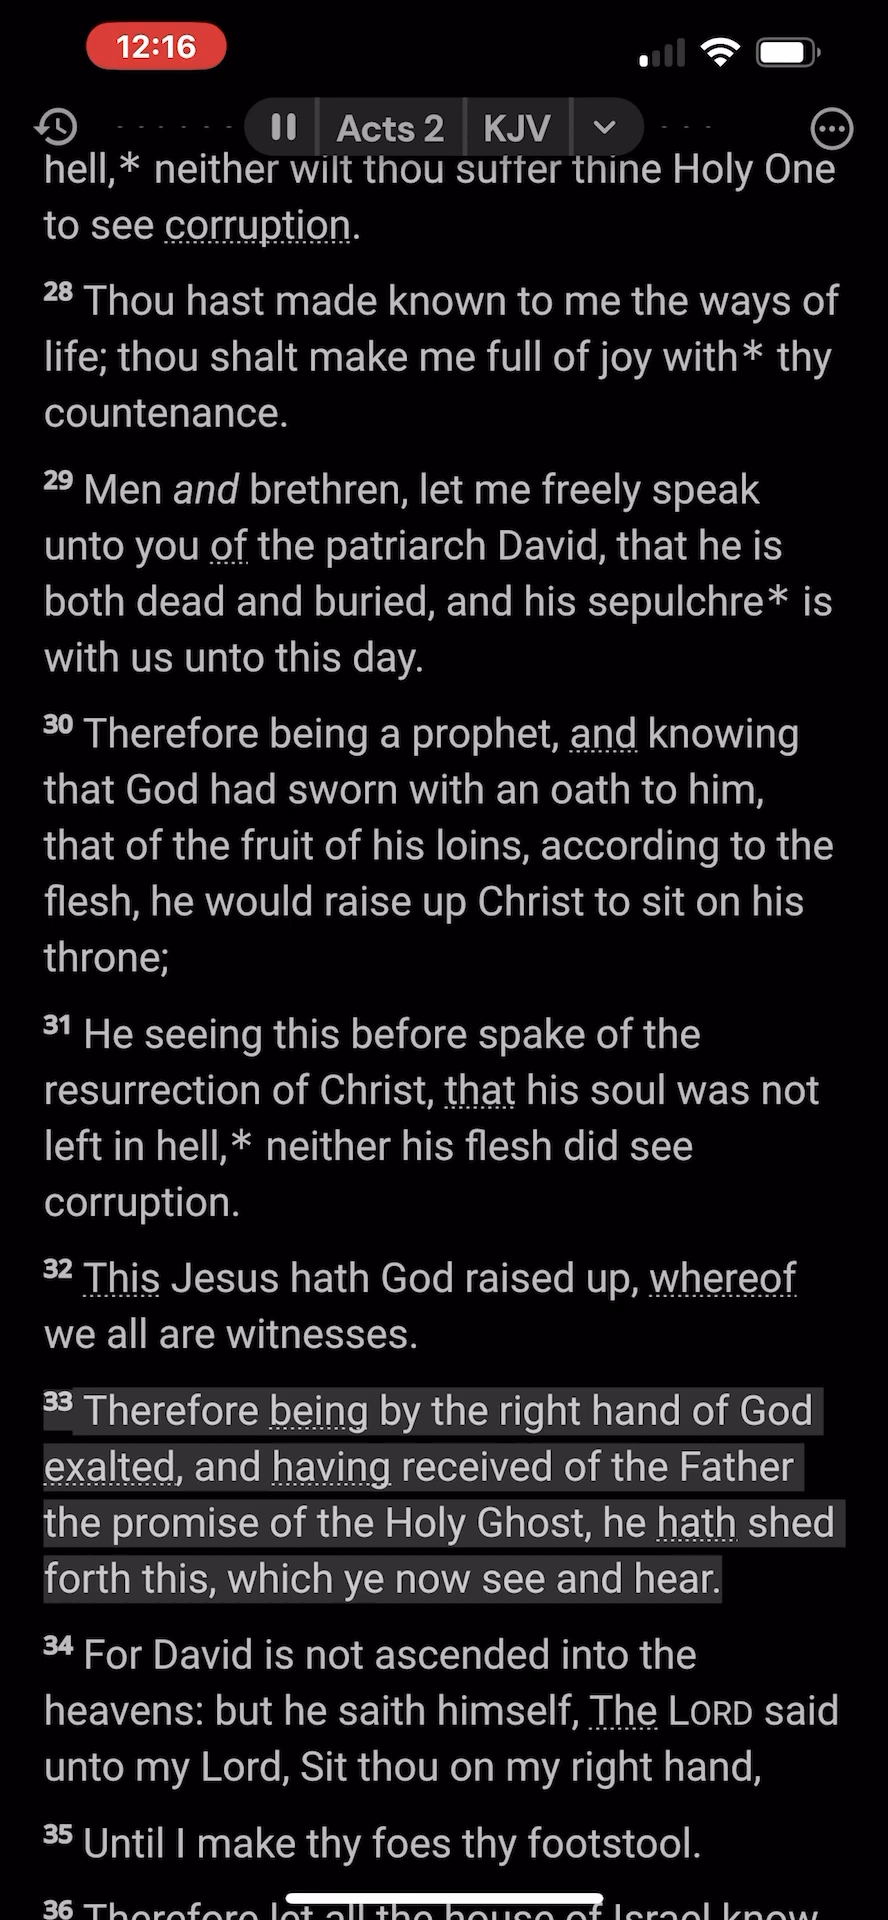 12:16
Acts 2 KJV
hell,* neither wilt thou suffer thine Holy One
to see corruption.
28 Thou hast made known to me the ways of
life; thou shalt make me full of joy with* thy
countenance.
29 Men and brethren, let me freely speak
unto you of the patriarch David, that he is
both dead and buried, and his sepulchre* is
with us unto this day.
30 Therefore being a prophet, and knowing
that God had sworn with an oath to him,
that of the fruit of his loins, according to the
flesh, he would raise up Christ to sit on his
throne;
31 He seeing this before spake of the
resurrection of Christ, that his soul was not
left in hell,* neither his flesh did see
corruption.
32 This Jesus hath God raised up, whereof
we all are witnesses.
33 Therefore being by the right hand of God
exalted, and having received of the Father
the promise of the Holy Ghost, he hath shed
forth this, which ye now see and hear.
34 For David is not ascended into the
heavens: but he saith himself, The LORD said
unto my Lord, Sit thou on my right hand,
35 Until I make thy foes thy footstool.
36 Therefore let all the house of Israel know